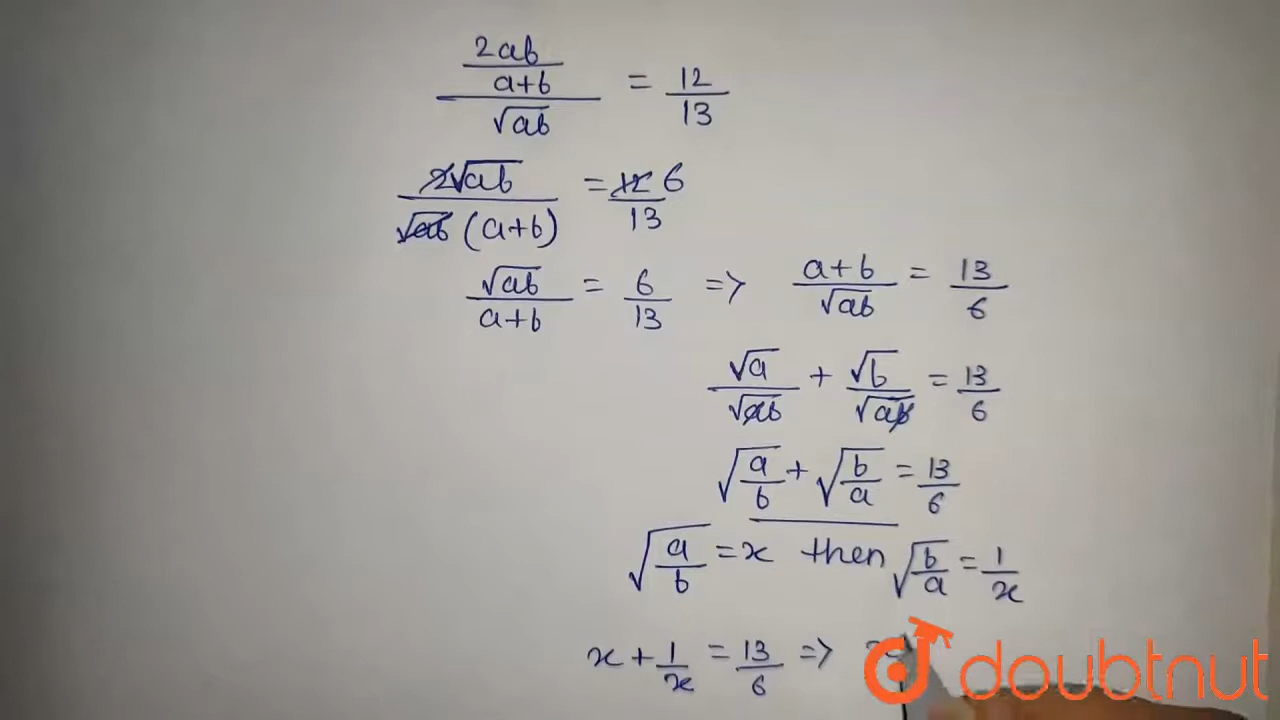 2ab/(a+b) / √ab = 12/13
2√ab / √ab (a+b) = 12 6 / 13
√ab/(a+b) = 6/13 => (a+b)/√ab = 13/6
√a/√ab + √b/√ab = 13/6
√(a/b) + √(b/a) = 13/6
√(a/b) = x then √(b/a) = 1/x
x + 1/x = 13/6 =>
doubtnut